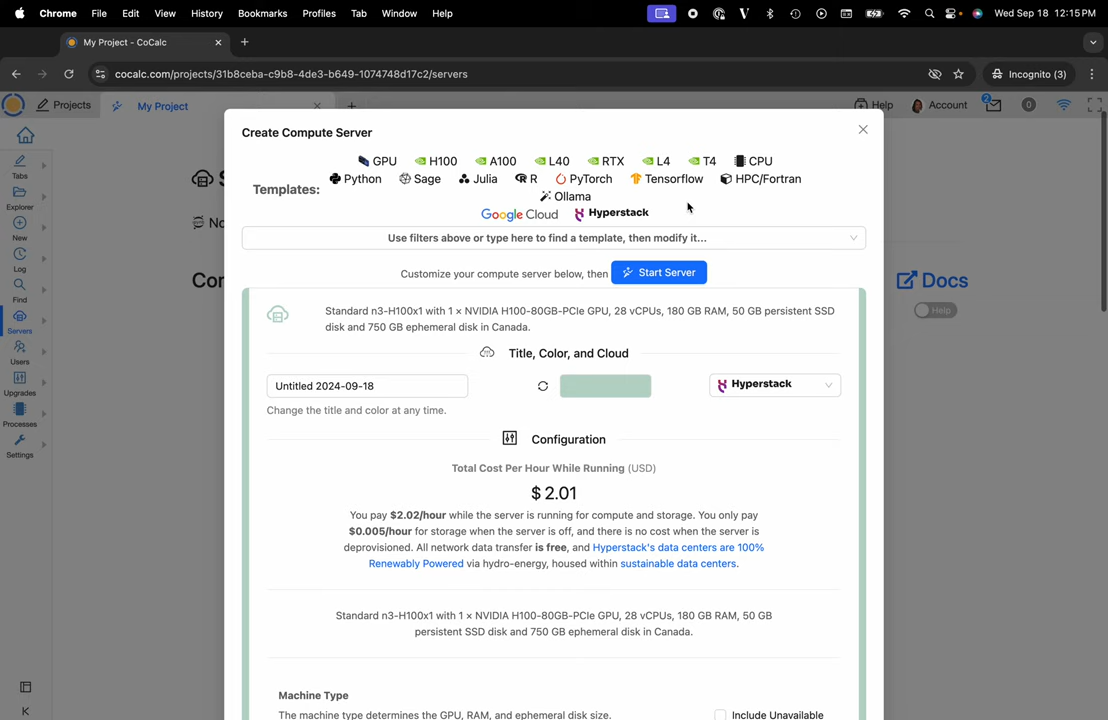 Chrome File Edit View History Bookmarks Profiles Tab Window Help Wed Sep 18 12:15 PM
My Project - CoCalc
cocalc.com/projects/31b8ceba-c9b8-4de3-b649-1074748d17c2/servers Incognito (3)
Projects My Project Help Account 2 0
Create Compute Server
Tabs
Explorer
New
Log
Find
Servers
Users
Upgrades
Processes
Settings
S
No
Cor
Docs
Help
GPU H100 A100 L40 RTX L4 T4 CPU
Templates: Python Sage Julia R PyTorch Tensorflow HPC/Fortran
Ollama
Google Cloud Hyperstack
Use filters above or type here to find a template, then modify it...
Customize your compute server below, then Start Server
Standard n3-H100x1 with 1 × NVIDIA H100-80GB-PCIe GPU, 28 vCPUs, 180 GB RAM, 50 GB persistent SSD
disk and 750 GB ephemeral disk in Canada.
Title, Color, and Cloud
Untitled 2024-09-18 Hyperstack
Change the title and color at any time.
Configuration
Total Cost Per Hour While Running (USD)
$ 2.01
You pay $2.02/hour while the server is running for compute and storage. You only pay
$0.005/hour for storage when the server is off, and there is no cost when the server is
deprovisioned. All network data transfer is free, and Hyperstack's data centers are 100%
Renewably Powered via hydro-energy, housed within sustainable data centers.
Standard n3-H100x1 with 1 × NVIDIA H100-80GB-PCIe GPU, 28 vCPUs, 180 GB RAM, 50 GB
persistent SSD disk and 750 GB ephemeral disk in Canada.
Machine Type
The machine type determines the GPU, RAM, and ephemeral disk size. Include Unavailable